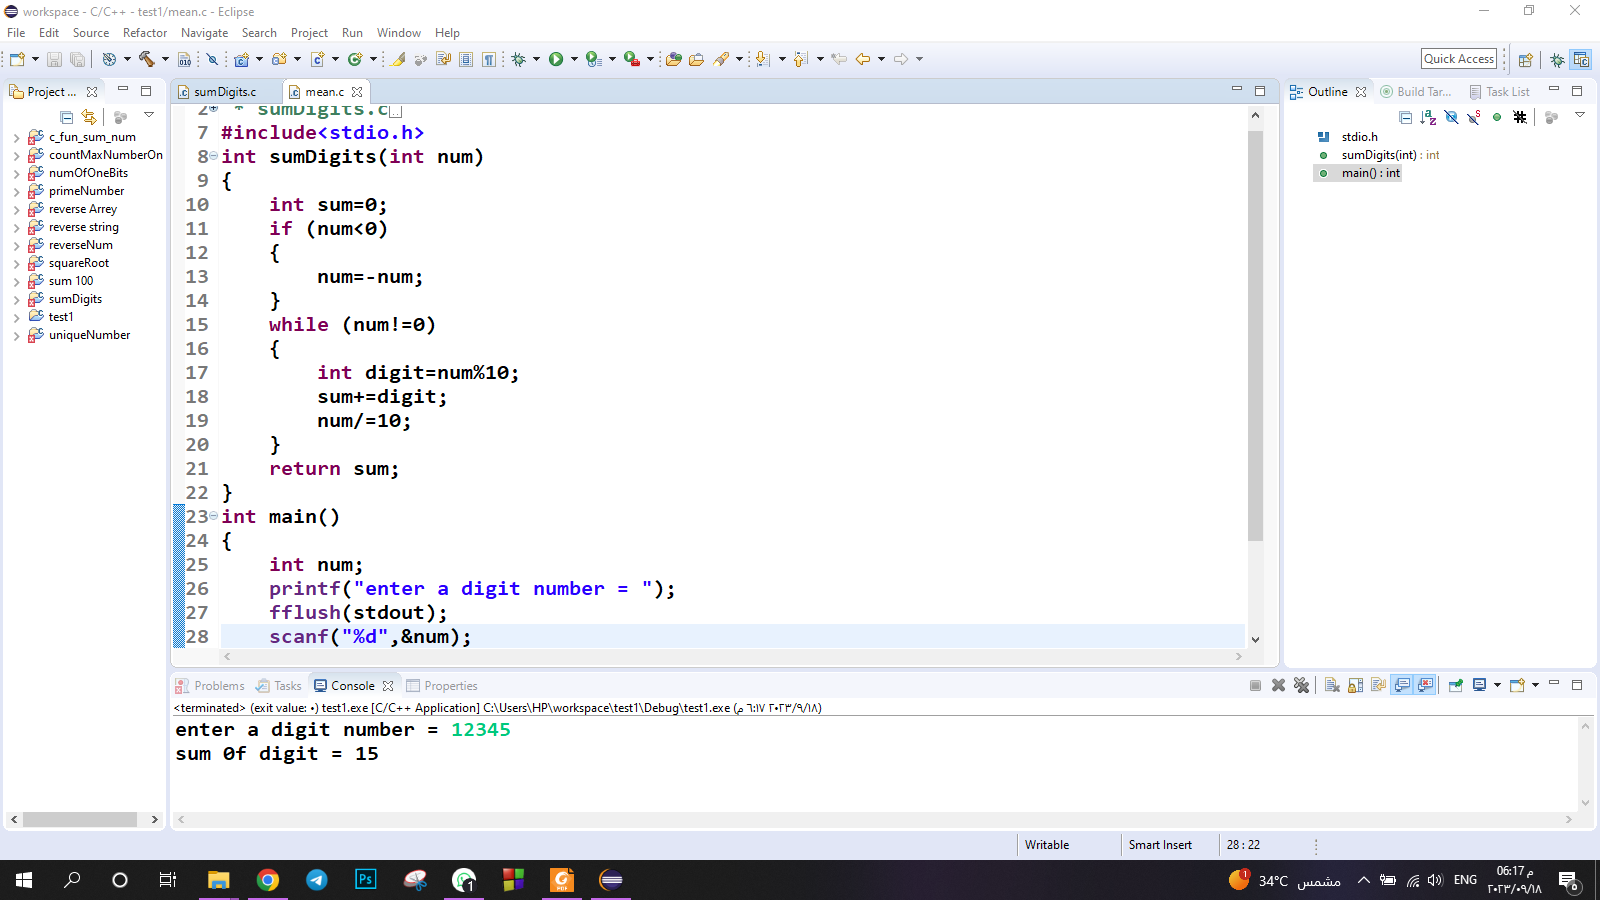 workspace - C/C++ - test1/mean.c - Eclipse
File Edit Source Refactor Navigate Search Project Run Window Help
Quick Access
Project ...
c_fun_sum_num
countMaxNumberOn
numOfOneBits
primeNumber
reverse Arrey
reverse string
reverseNum
squareRoot
sum 100
sumDigits
test1
uniqueNumber
sumDigits.c mean.c
2 * sumDigits.c
7 #include<stdio.h>
8 int sumDigits(int num)
9 {
10 int sum=0;
11 if (num<0)
12 {
13 num=-num;
14 }
15 while (num!=0)
16 {
17 int digit=num%10;
18 sum+=digit;
19 num/=10;
20 }
21 return sum;
22 }
23 int main()
24 {
25 int num;
26 printf("enter a digit number = ");
27 fflush(stdout);
28 scanf("%d",&num);
Outline Build Tar... Task List
stdio.h
sumDigits(int) : int
main() : int
Problems Tasks Console Properties
<terminated> (exit value: ٠) test1.exe [C/C++ Application] C:\Users\HP\workspace\test1\Debug\test1.exe (م ٦:١٧ ٢٠٢٣/٩/١٨)
enter a digit number = 12345
sum 0f digit = 15
Writable Smart Insert 28 : 22
1
1
34°C مشمس
ENG
06:17 م
٢٠٢٣/٠٩/١٨